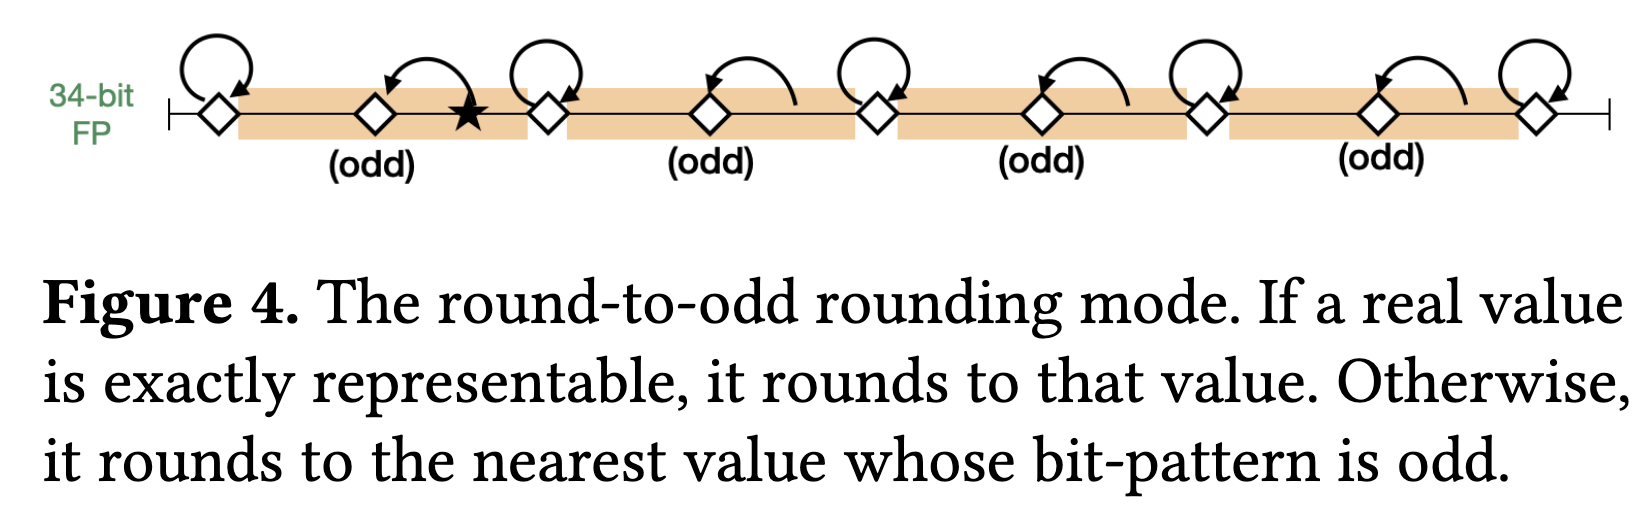 34-bit
FP
(odd)
(odd)
(odd)
(odd)
Figure 4. The round-to-odd rounding mode. If a real value
is exactly representable, it rounds to that value. Otherwise,
it rounds to the nearest value whose bit-pattern is odd.